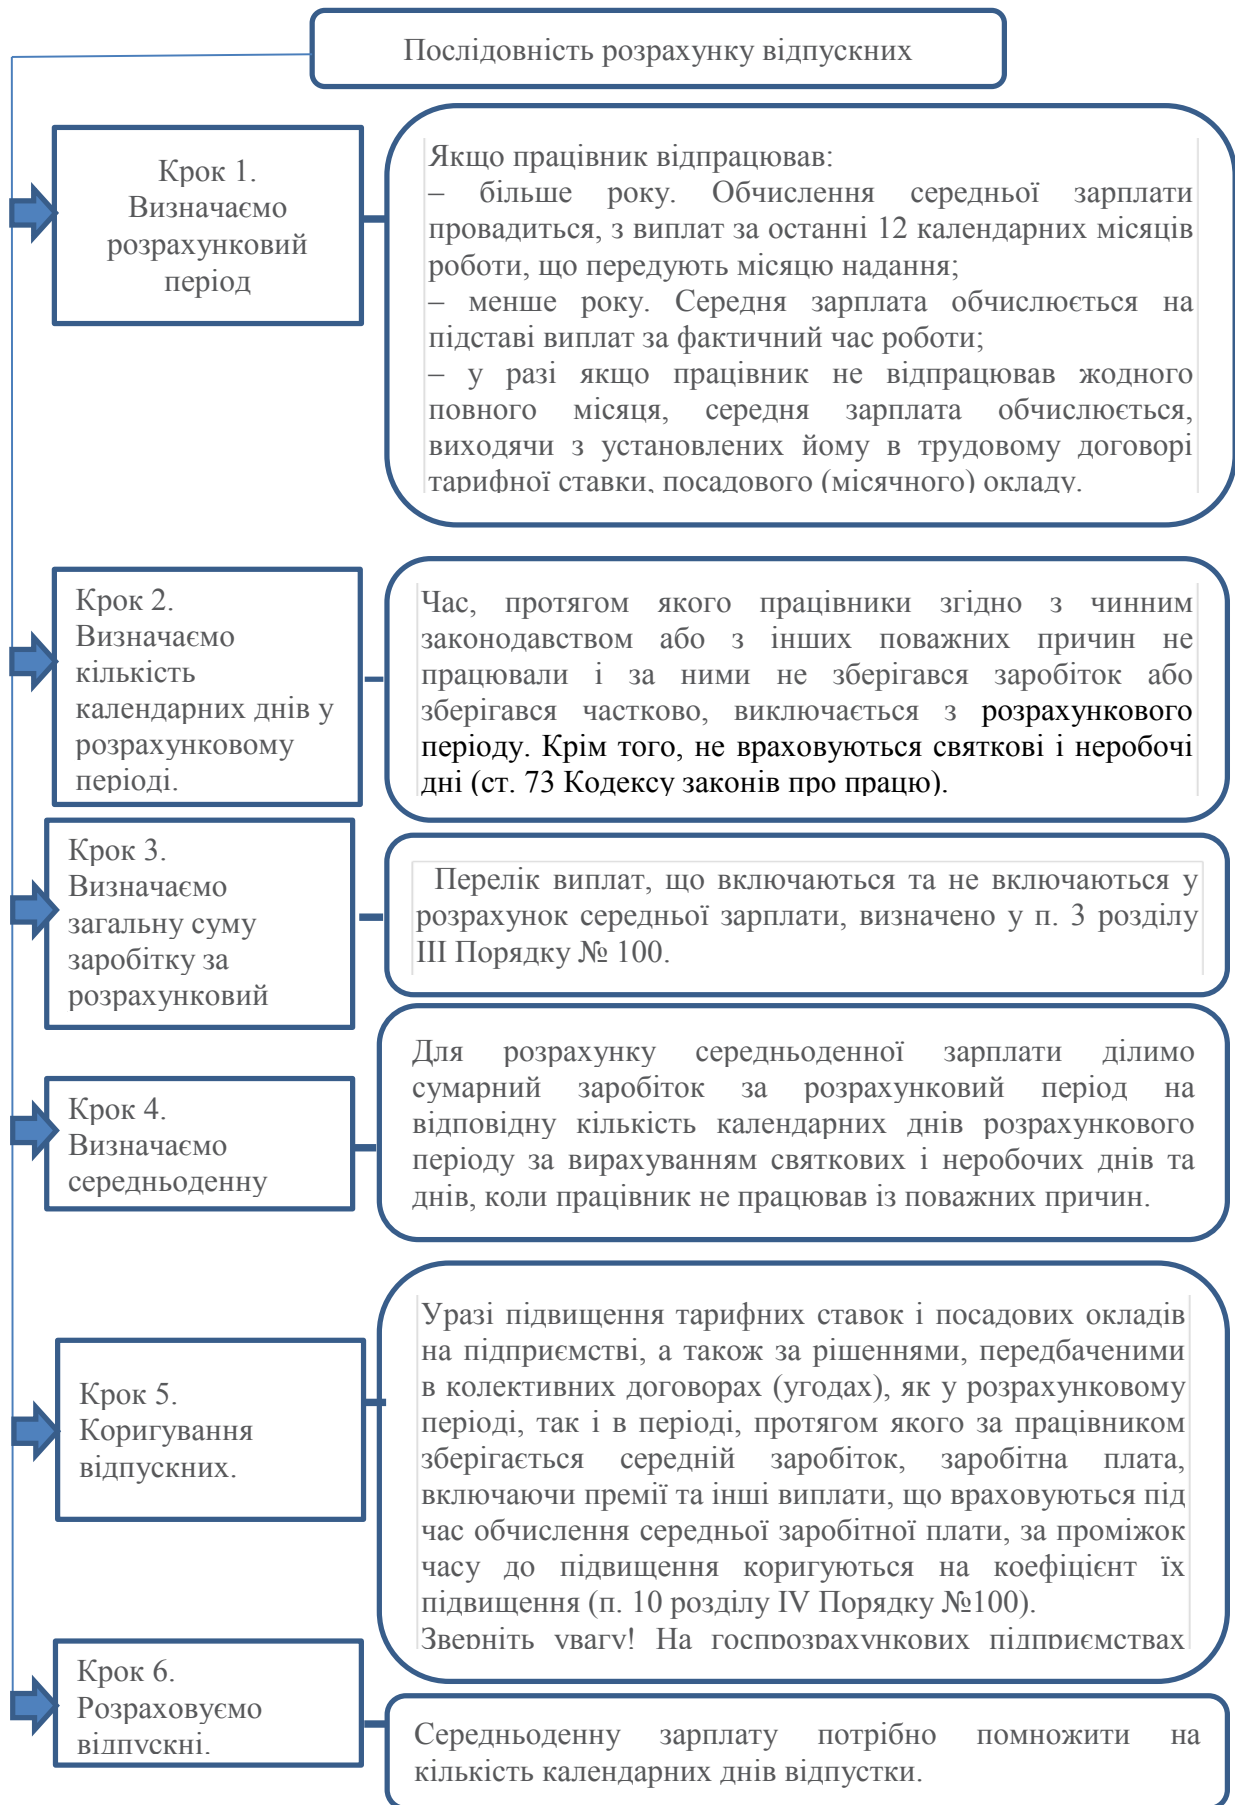 Послідовність розрахунку відпускних
Крок 1.
Визначаємо
розрахунковий
період
Якщо працівник відпрацював:
– більше року. Обчислення середньої зарплати
провадиться, з виплат за останні 12 календарних місяців
роботи, що передують місяцю надання;
– менше року. Середня зарплата обчислюється на
підставі виплат за фактичний час роботи;
– у разі якщо працівник не відпрацював жодного
повного місяця, середня зарплата обчислюється,
виходячи з установлених йому в трудовому договорі
тарифної ставки, посадового (місячного) окладу.
Крок 2.
Визначаємо
кількість
календарних днів у
розрахунковому
періоді.
Час, протягом якого працівники згідно з чинним
законодавством або з інших поважних причин не
працювали і за ними не зберігався заробіток або
зберігався частково, виключається з розрахункового
періоду. Крім того, не враховуються святкові і неробочі
дні (ст. 73 Кодексу законів про працю).
Крок 3.
Визначаємо
загальну суму
заробітку за
розрахунковий
Перелік виплат, що включаються та не включаються у
розрахунок середньої зарплати, визначено у п. 3 розділу
III Порядку № 100.
Крок 4.
Визначаємо
середньоденну
Для розрахунку середньоденної зарплати ділимо
сумарний заробіток за розрахунковий період на
відповідну кількість календарних днів розрахункового
періоду за вирахуванням святкових і неробочих днів та
днів, коли працівник не працював із поважних причин.
Крок 5.
Коригування
відпускних.
Уразі підвищення тарифних ставок і посадових окладів
на підприємстві, а також за рішеннями, передбаченими
в колективних договорах (угодах), як у розрахунковому
періоді, так і в періоді, протягом якого за працівником
зберігається середній заробіток, заробітна плата,
включаючи премії та інші виплати, що враховуються під
час обчислення середньої заробітної плати, за проміжок
часу до підвищення коригуються на коефіцієнт їх
підвищення (п. 10 розділу IV Порядку №100).
Зверніть увагу! На госпрозрахункових підприємствах
Крок 6.
Розраховуємо
відпускні.
Середньоденну зарплату потрібно помножити на
кількість календарних днів відпустки.